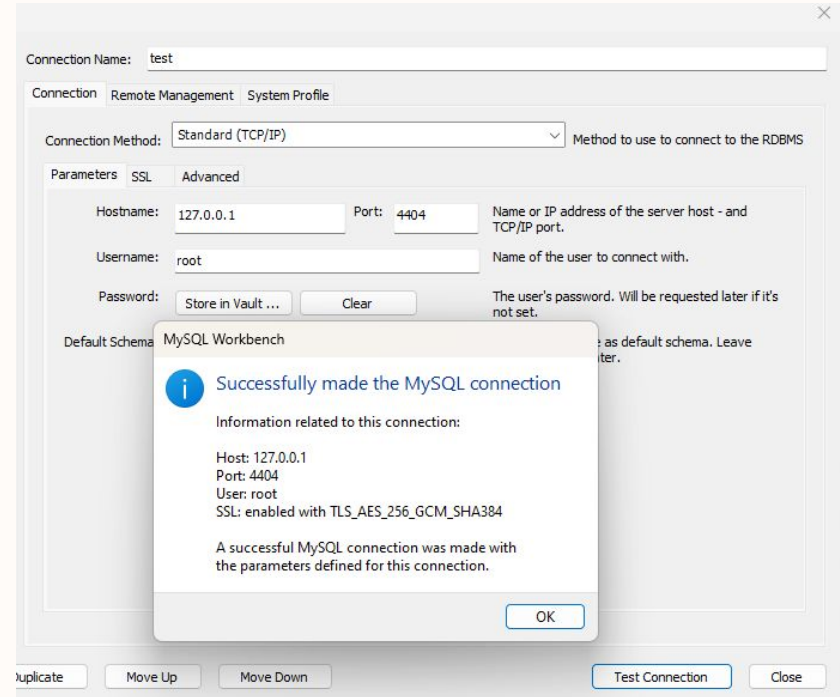 Connection Name: test
Connection Remote Management System Profile
Connection Method: Standard (TCP/IP) Method to use to connect to the RDBMS
Parameters SSL Advanced
Hostname: 127.0.0.1 Port: 4404 Name or IP address of the server host - and
TCP/IP port.
Username: root Name of the user to connect with.
Password: Store in Vault ... Clear The user's password. Will be requested later if it's
not set.
Default Schema as default schema. Leave
MySQL Workbench
Successfully made the MySQL connection
Information related to this connection:
Host: 127.0.0.1
Port: 4404
User: root
SSL: enabled with TLS_AES_256_GCM_SHA384
A successful MySQL connection was made with
the parameters defined for this connection.
OK
Move Up Move Down Test Connection Close